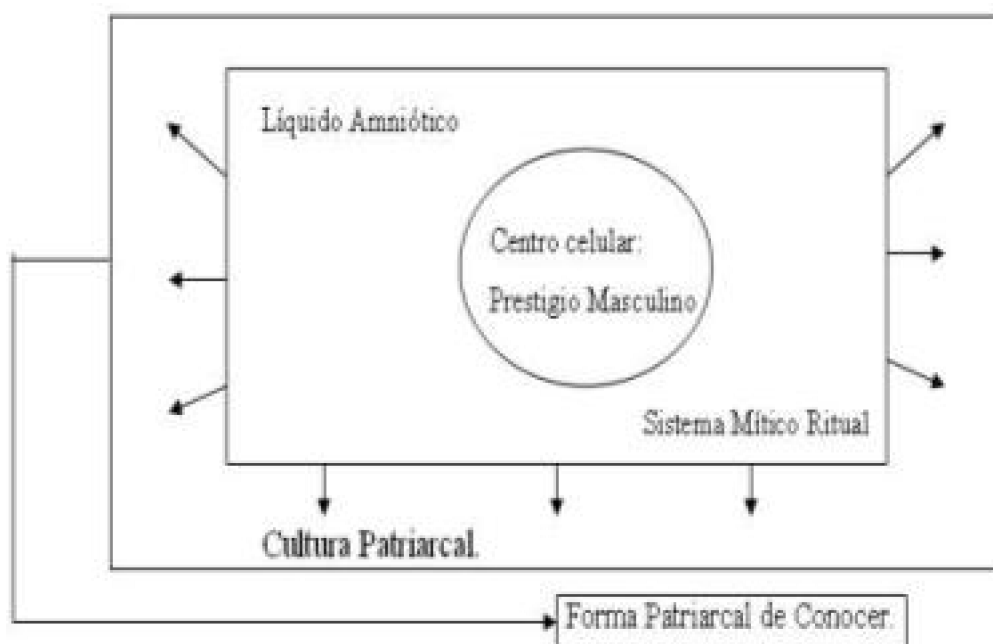 Líquido Amniótico
Centro celular:
Prestigio Masculino
Sistema Mítico Ritual
Cultura Patriarcal.
Forma Patriarcal de Conocer.